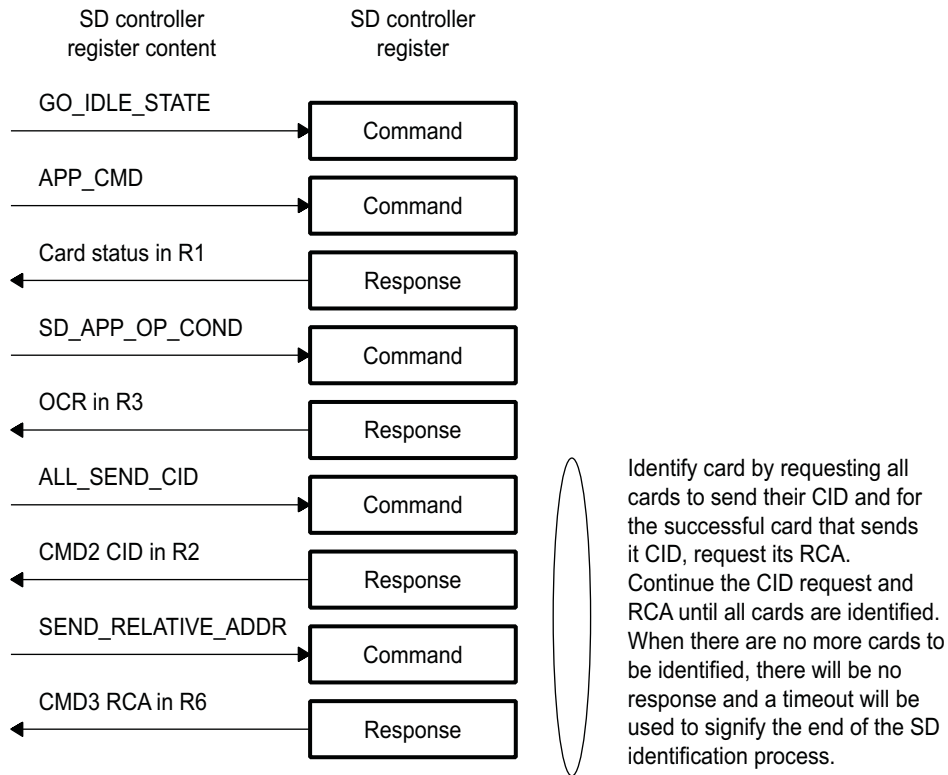 SD controller
register content
SD controller
register
GO_IDLE_STATE
Command
APP_CMD
Command
Card status in R1
Response
SD_APP_OP_COND
Command
OCR in R3
Response
ALL_SEND_CID
Command
CMD2 CID in R2
Response
SEND_RELATIVE_ADDR
Command
CMD3 RCA in R6
Response
Identify card by requesting all
cards to send their CID and for
the successful card that sends
it CID, request its RCA.
Continue the CID request and
RCA until all cards are identified.
When there are no more cards to
be identified, there will be no
response and a timeout will be
used to signify the end of the SD
identification process.